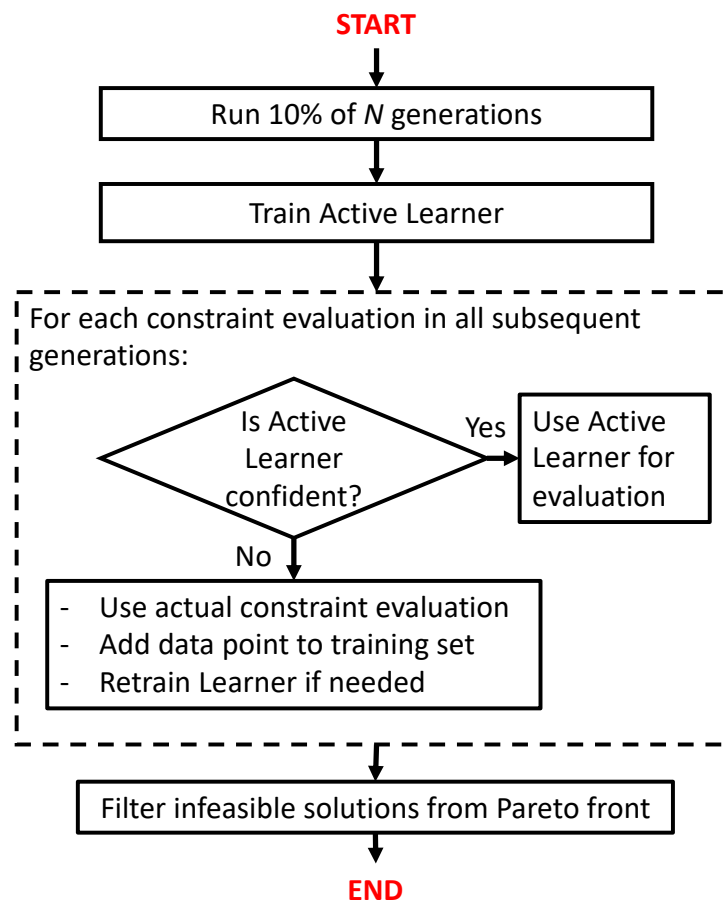 START
Run 10% of N generations
Train Active Learner
For each constraint evaluation in all subsequent
generations:
Is Active
Learner
confident?
Yes
Use Active
Learner for
evaluation
No
- Use actual constraint evaluation
- Add data point to training set
- Retrain Learner if needed
Filter infeasible solutions from Pareto front
END